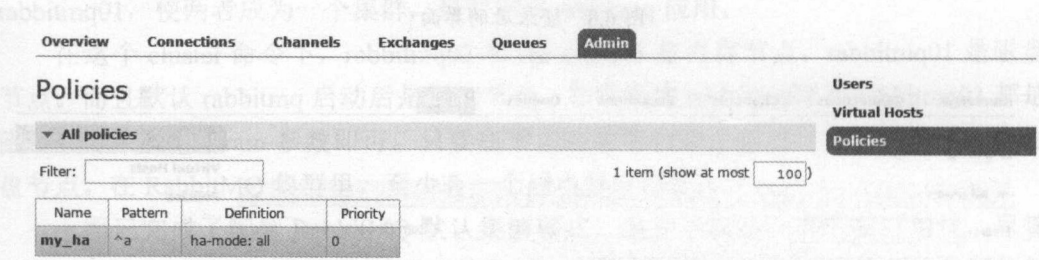 Overview Connections Channels Exchanges Queues Admin
Policies
▼ All policies
Filter:
1 item (show at most 100)
Name Pattern Definition Priority
my_ha ^a ha-mode: all 0
Users
Virtual Hosts
Policies